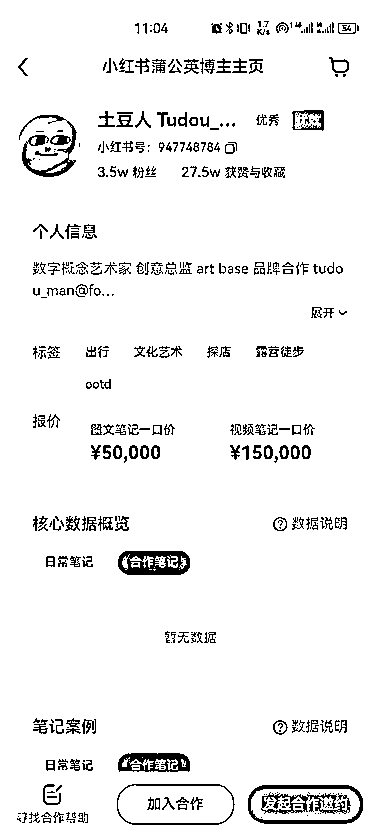 11:04 1.7 K/s 54
小红书蒲公英博主主页
土豆人 Tudou_... 优秀
小红书号：947748784
3.5w 粉丝 27.5w 获赞与收藏
个人信息
数字概念艺术家 创意总监 art base 品牌合作 tudo
u_man@fo...
展开
标签 出行 文化艺术 探店 露营徒步
ootd
报价 图文笔记一口价 视频笔记一口价
¥50,000 ¥150,000
核心数据概览 ? 数据说明
日常笔记 合作笔记
暂无数据
笔记案例 ? 数据说明
日常笔记 合作笔记
寻找合作帮助 加入合作 发起合作邀约